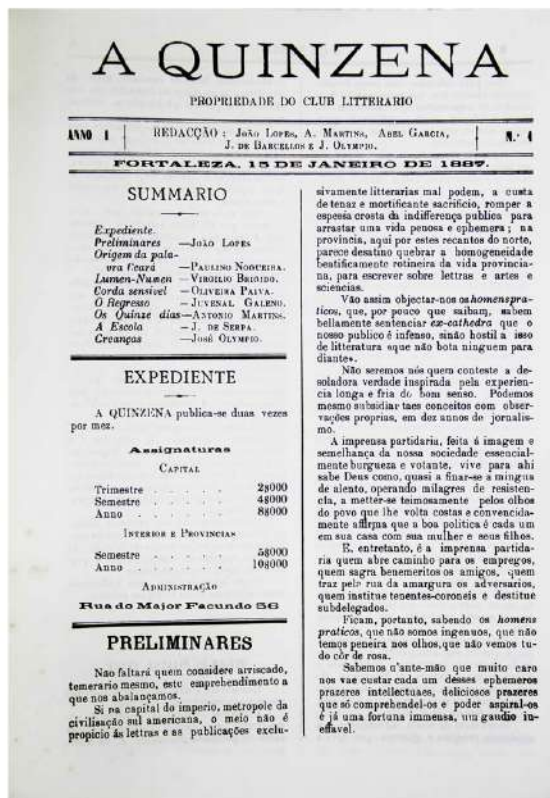 A QUINZENA
PROPRIEDADE DO CLUB LITTERARIO
ANNO I
REDACÇÃO : João Lopes, A. Martins, Abel Garcia,
J. de Barcellos e J. Olympio.
N.º 1
FORTALEZA, 15 DE JANEIRO DE 1887.
SUMMARIO
Expediente.
Preliminares —João Lopes
Origem da pala-
vra Ceará —Paulino Nogueira.
Lumen-Numen —Virgilio Brigido.
Corda sensivel —Oliveira Paiva.
O Regresso —Juvenal Galeno.
Os Quinze dias—Antonio Martins.
A Escola —J. de Serpa.
Creanças —José Olympio.
EXPEDIENTE
A QUINZENA publica-se duas vezes
por mez.
Assignaturas
Capital
Trimestre . . . . . 2$000
Semestre . . . . . 4$000
Anno . . . . . 8$000
Interior e Provincias
Semestre . . . . . 5$000
Anno . . . . . 10$000
Administração
Rua do Major Facundo 56
PRELIMINARES
Nao faltará quem considere arriscado,
temerario mesmo, este emprehendimento a
que nos abalançamos.
Si na capital do imperio, metropole da
civilisação sul americana, o meio não é
propicio ás lettras e as publicações exclu-
sivamente litterarias mal podem, a custa
de tenaz e mortificante sacrificio, romper a
espessa crosta da indifferença publica para
arrastar uma vida penosa e ephemera ; na
provincia, aqui por estes recantos do norte,
parece desatino quebrar a homogeneidade
beatificamente rotineira da vida provincia-
na, para escrever sobre lettras e artes e
sciencias.
Vão assim objectar-nos os homens pra-
ticos, que, por pouco que saibam, sabem
bellamente sentenciar ex-cathedra que o
nosso publico é infenso, sinão hostil a isso
de litteratura «que não bota ninguem para
diante».
Não seremos nós quem conteste a de-
soladora verdade inspirada pela experien-
cia longa e fria do bom senso. Podemos
mesmo subsidiar taes conceitos com obser-
vações proprias, em dez annos de jornalis-
mo.
A imprensa partidaria, feita á imagem e
semelhança da nossa sociedade essencial-
mente burgueza e votante, vive para ahi
sabe Deus como, quasi a finar-se á mingua
de alento, operando milagres de resisten-
cia, a metter-se teimosamente pelos olhos
do povo que lhe volta costas e convencida-
mente affirma que a boa politica é cada um
em sua casa com sua mulher e seus filhos.
E, entretanto, é a imprensa partida-
ria quem abre caminho para os empregos,
quem sagra benemeritos os amigos, quem
traz pela rua da amargura os adversarios,
quem institue tenentes-coroneis e destitue
subdelegados.
Ficam, portanto, sabendo os homens
praticos, que não somos ingenuos, que não
temos peneira nos olhos, que não vemos tu-
do côr de rosa.
Sabemos d'ante-mão que muito caro
nos vae custar cada um desses ephemeros
prazeres intellectuaes, deliciosos prazeres
que só comprehendel-os e poder aspiral-os
é já uma fortuna immensa, um gaudio in-
effavel.